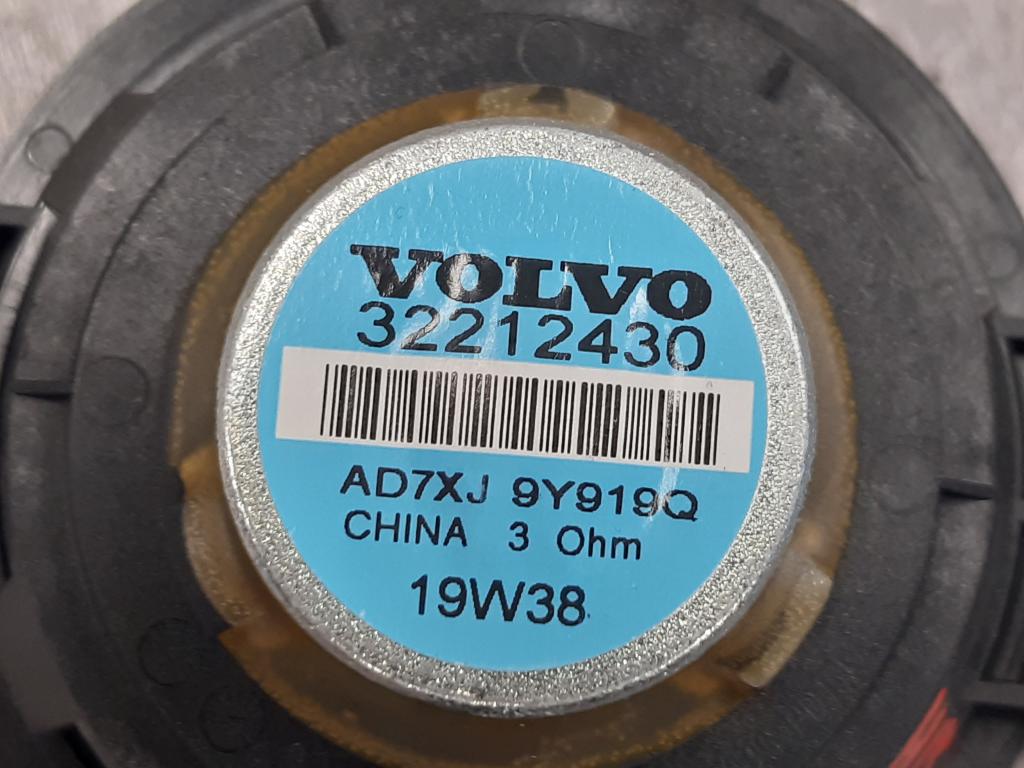 VOLVO
32212430
AD7XJ 9Y919Q
CHINA 3 Ohm
19W38